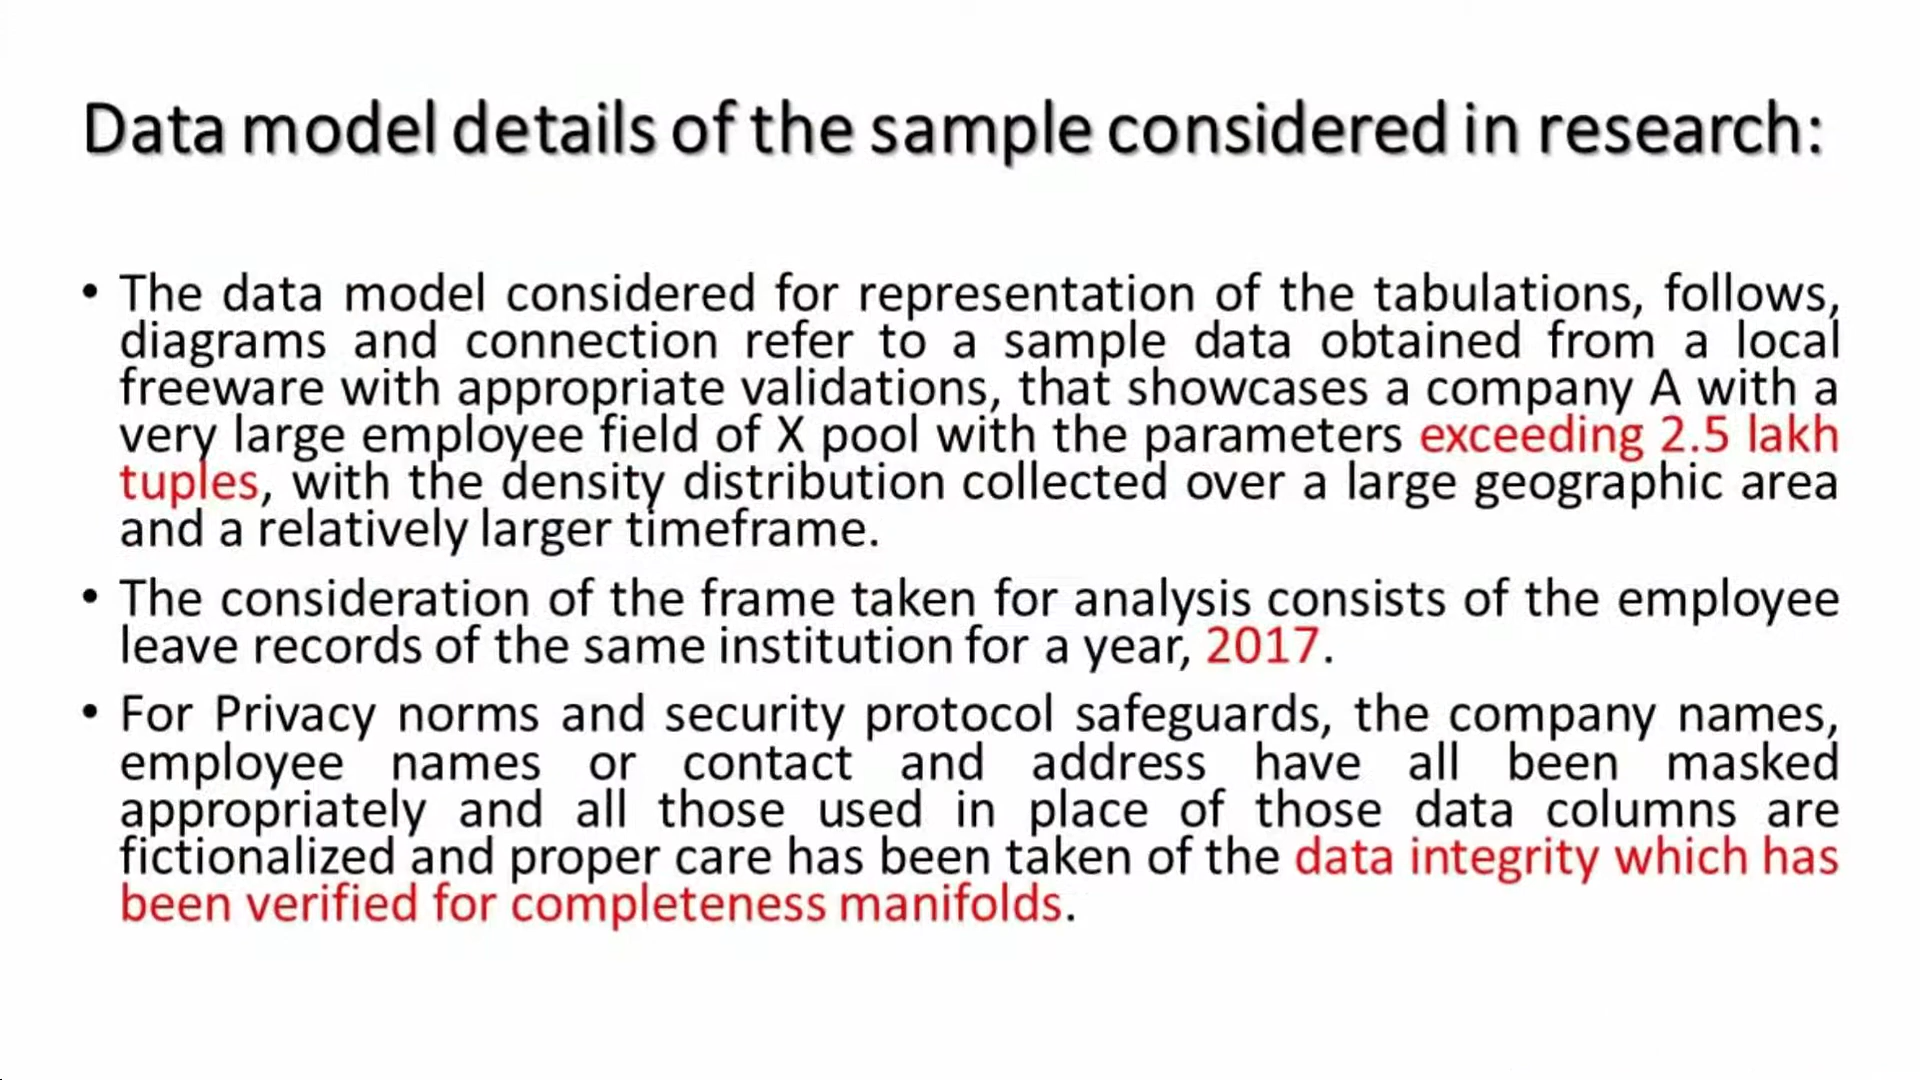 Data model details of the sample considered in research:
• The data model considered for representation of the tabulations, follows,
diagrams and connection refer to a sample data obtained from a local
freeware with appropriate validations, that showcases a company A with a
very large employee field of X pool with the parameters exceeding 2.5 lakh
tuples, with the density distribution collected over a large geographic area
and a relatively larger timeframe.
• The consideration of the frame taken for analysis consists of the employee
leave records of the same institution for a year, 2017.
• For Privacy norms and security protocol safeguards, the company names,
employee names or contact and address have all been masked
appropriately and all those used in place of those data columns are
fictionalized and proper care has been taken of the data integrity which has
been verified for completeness manifolds.